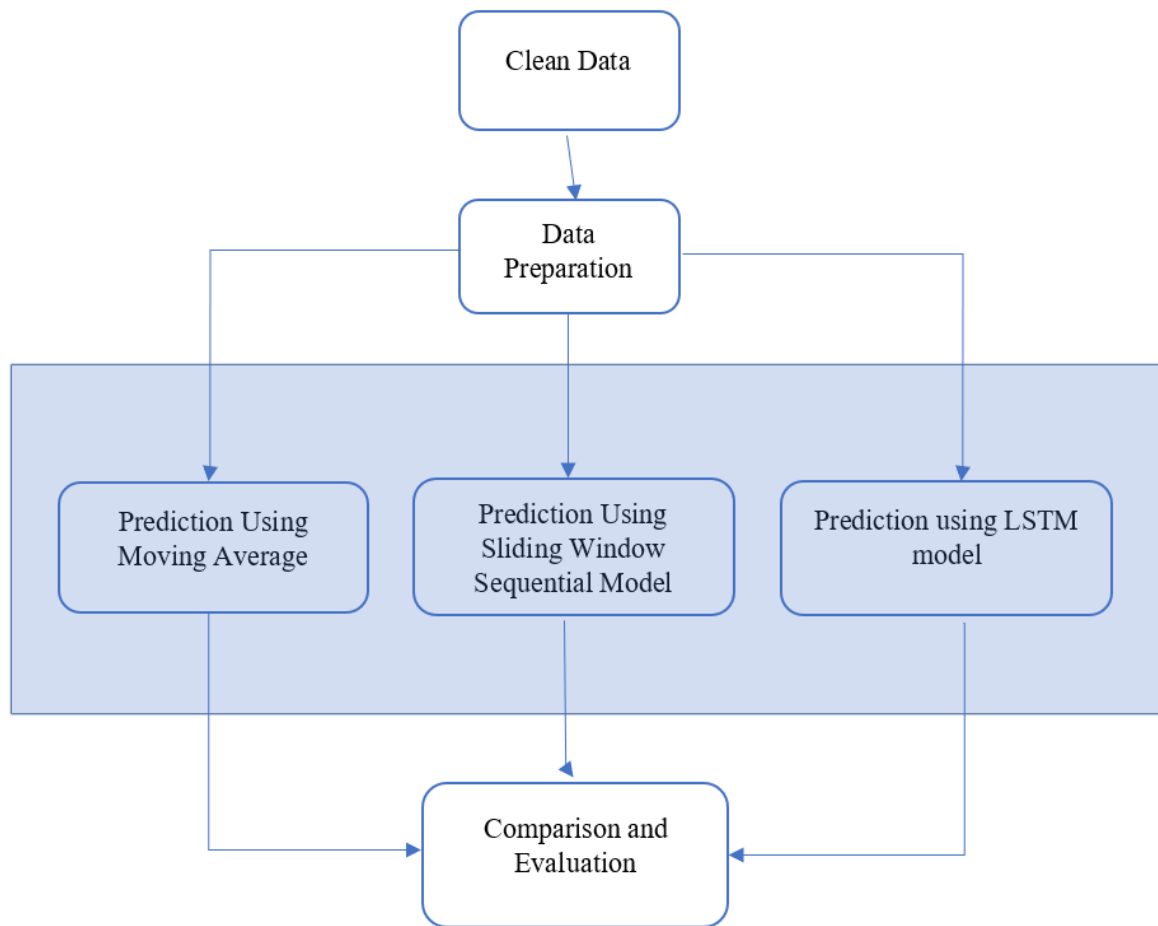 Clean Data
Data
Preparation
Prediction Using
Moving Average
Prediction Using
Sliding Window
Sequential Model
Prediction using LSTM
model
Comparison and
Evaluation